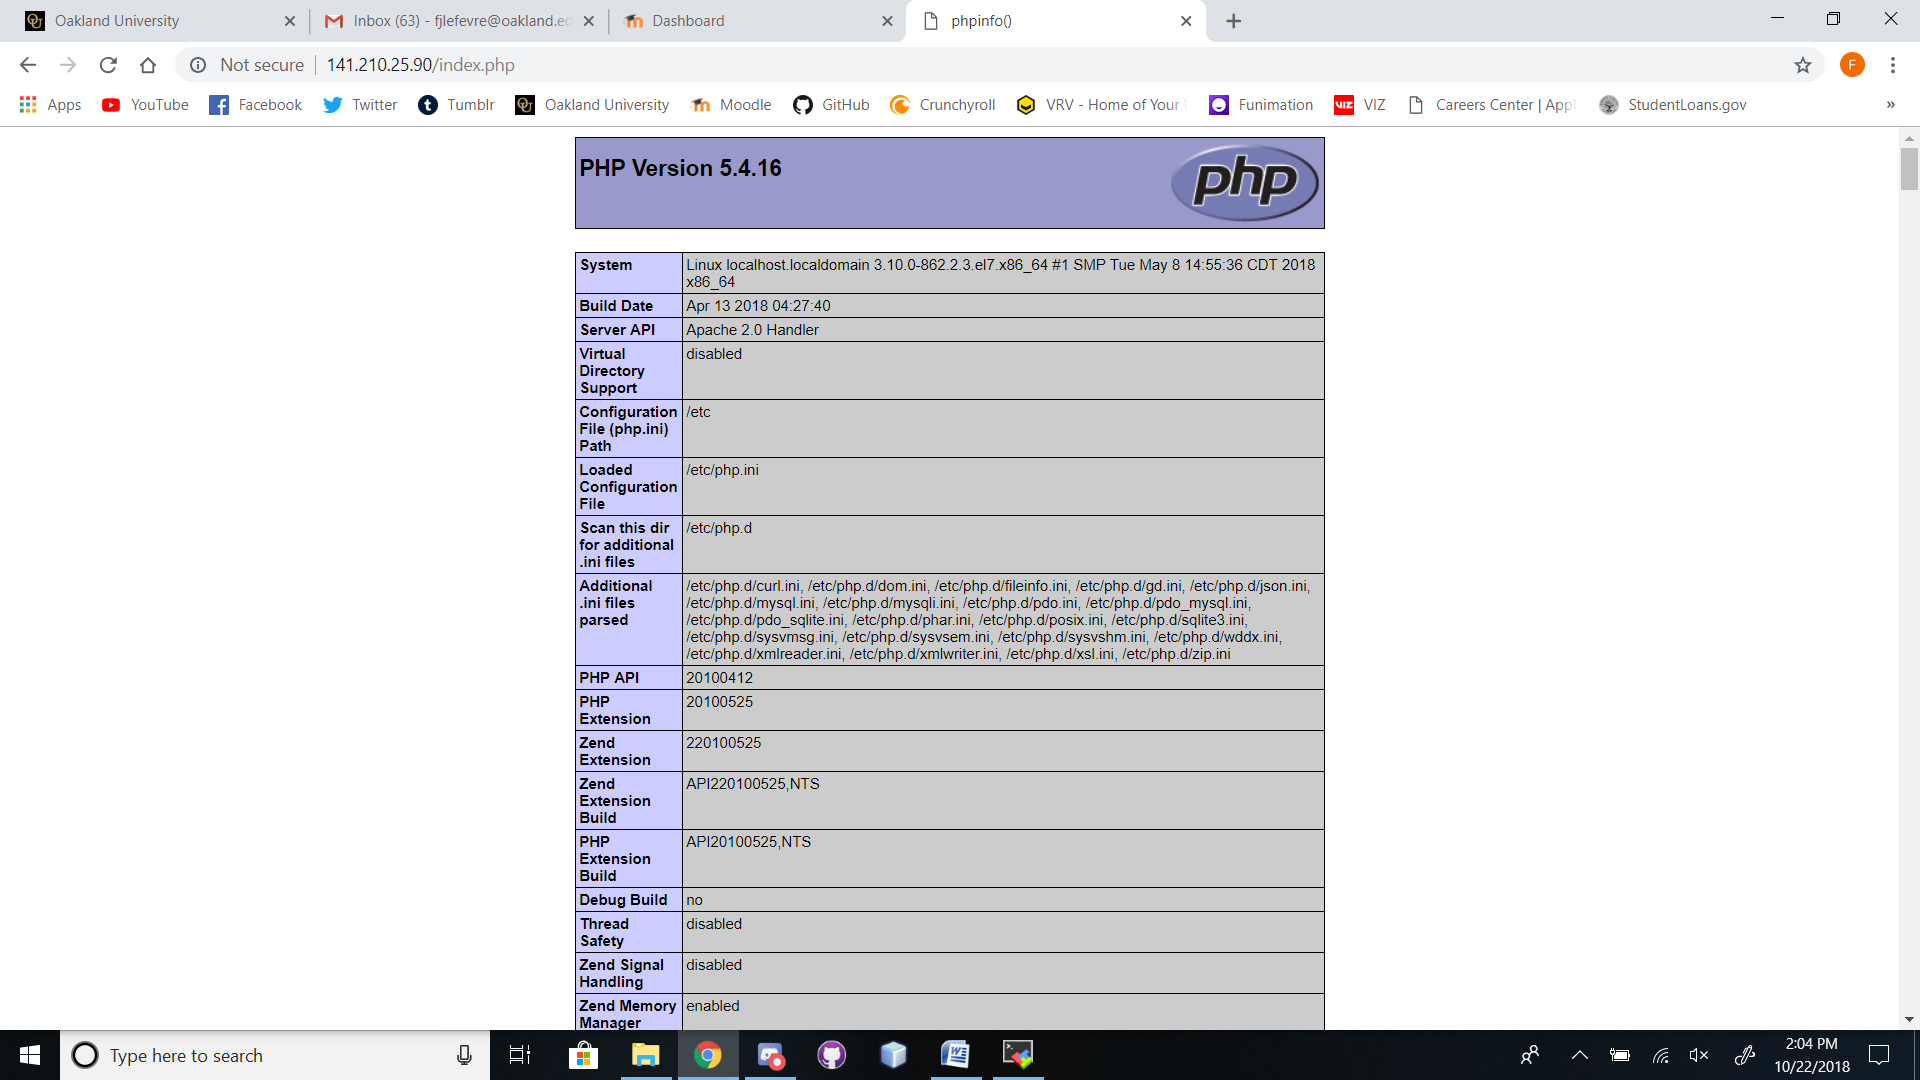 Oakland University
Inbox (63) - fjlefevre@oakland.ed
Dashboard
phpinfo()
Not secure
141.210.25.90/index.php
F
Apps
YouTube
Facebook
Twitter
Tumblr
Oakland University
Moodle
GitHub
Crunchyroll
VRV - Home of Your
Funimation
VIZ
VIZ
Careers Center | Appl
StudentLoans.gov
»
PHP Version 5.4.16
php
System
Linux localhost.localdomain 3.10.0-862.2.3.el7.x86_64 #1 SMP Tue May 8 14:55:36 CDT 2018
x86_64
Build Date
Apr 13 2018 04:27:40
Server API
Apache 2.0 Handler
Virtual
Directory
Support
disabled
Configuration
File (php.ini)
Path
/etc
Loaded
Configuration
File
/etc/php.ini
Scan this dir
for additional
.ini files
/etc/php.d
Additional
.ini files
parsed
/etc/php.d/curl.ini, /etc/php.d/dom.ini, /etc/php.d/fileinfo.ini, /etc/php.d/gd.ini, /etc/php.d/json.ini,
/etc/php.d/mysql.ini, /etc/php.d/mysqli.ini, /etc/php.d/pdo.ini, /etc/php.d/pdo_mysql.ini,
/etc/php.d/pdo_sqlite.ini, /etc/php.d/phar.ini, /etc/php.d/posix.ini, /etc/php.d/sqlite3.ini,
/etc/php.d/sysvmsg.ini, /etc/php.d/sysvsem.ini, /etc/php.d/sysvshm.ini, /etc/php.d/wddx.ini,
/etc/php.d/xmlreader.ini, /etc/php.d/xmlwriter.ini, /etc/php.d/xsl.ini, /etc/php.d/zip.ini
PHP API
20100412
PHP
Extension
20100525
Zend
Extension
220100525
Zend
Extension
Build
API220100525,NTS
PHP
Extension
Build
API20100525,NTS
Debug Build
no
Thread
Safety
disabled
Zend Signal
Handling
disabled
Zend Memory
Manager
enabled
Type here to search
2:04 PM
10/22/2018